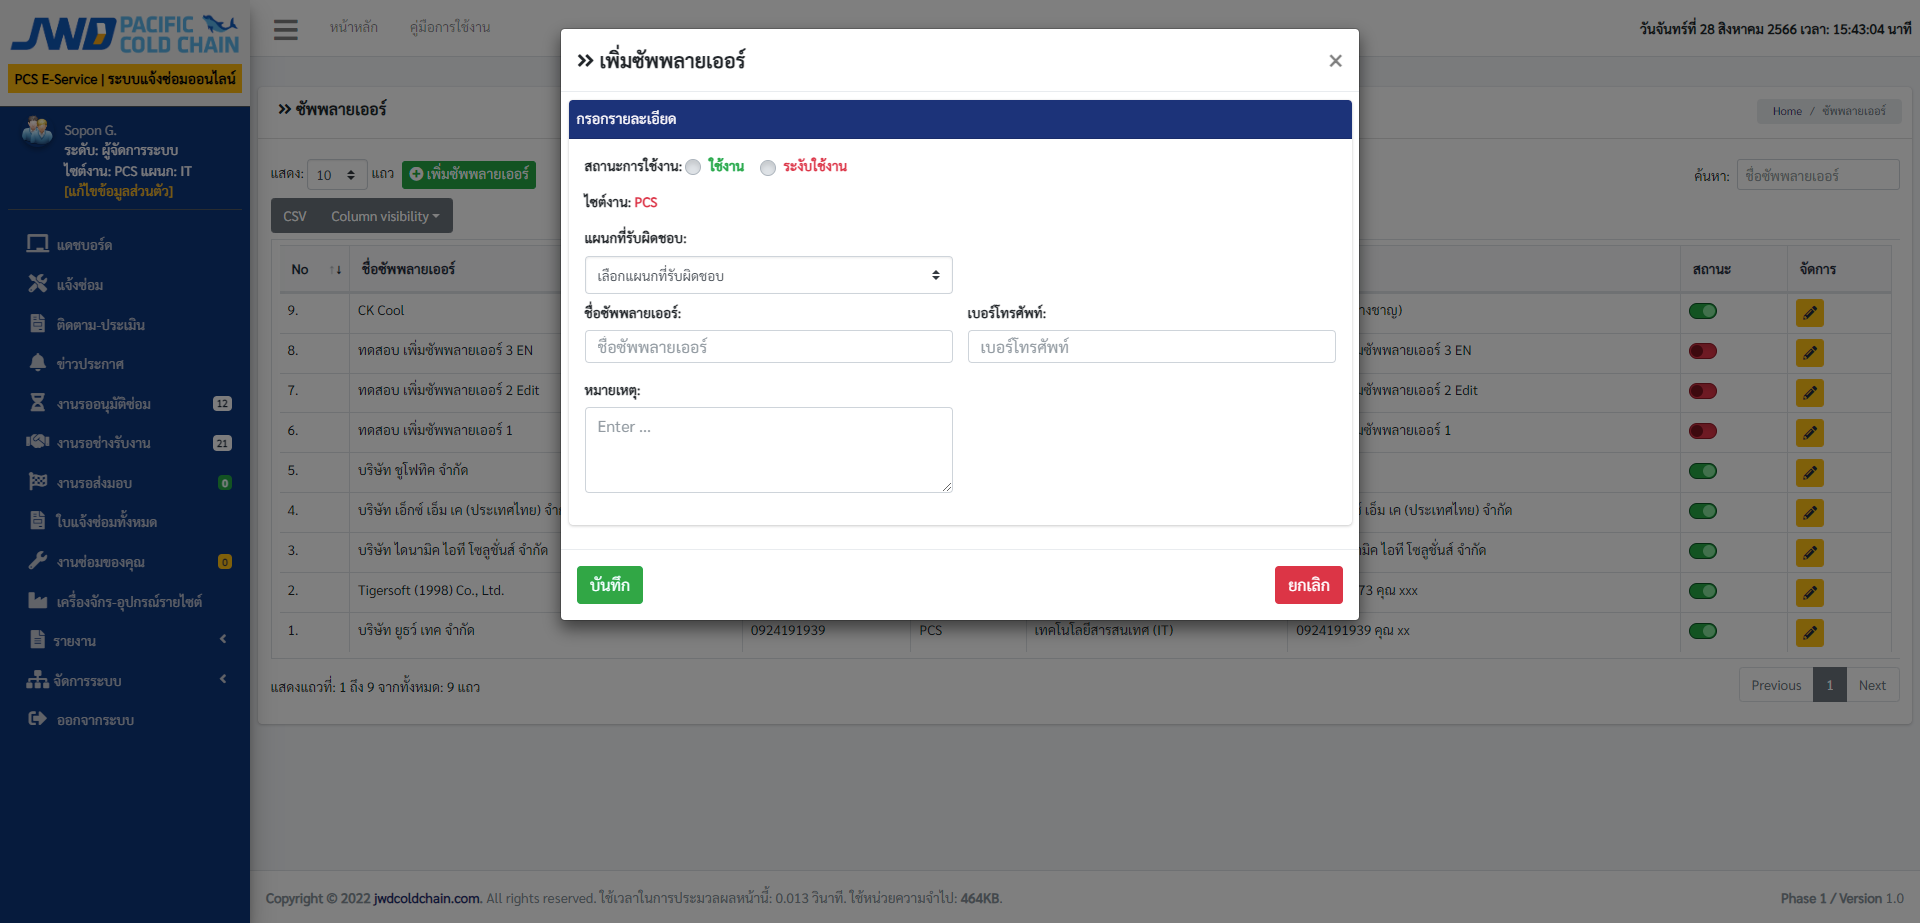 JWD PACIFIC COLD CHAIN
PCS E-Service | ระบบแจ้งซ่อมออนไลน์
Sopon G.
ระดับ: ผู้จัดการระบบ
ไซต์งาน: PCS แผนก: IT
[แก้ไขข้อมูลส่วนตัว]
แดชบอร์ด
แจ้งซ่อม
ติดตาม-ประเมิน
ข่าวประกาศ
งานรออนุมัติซ่อม 12
งานรอช่างรับงาน 21
งานรอส่งมอบ 0
ใบแจ้งซ่อมทั้งหมด
งานซ่อมของคุณ 0
เครื่องจักร-อุปกรณ์รายไซต์
รายงาน
จัดการระบบ
ออกจากระบบ
หน้าหลัก คู่มือการใช้งาน
วันจันทร์ที่ 28 สิงหาคม 2566 เวลา: 15:43:04 นาที
ซัพพลายเออร์
Home / ซัพพลายเออร์
แสดง: 10 แถว เพิ่มซัพพลายเออร์
ค้นหา: ชื่อซัพพลายเออร์
CSV Column visibility
No ชื่อซัพพลายเออร์ สถานะ จัดการ
9. CK Cool างชาญ)
8. ทดสอบ เพิ่มซัพพลายเออร์ 3 EN มซัพพลายเออร์ 3 EN
7. ทดสอบ เพิ่มซัพพลายเออร์ 2 Edit มซัพพลายเออร์ 2 Edit
6. ทดสอบ เพิ่มซัพพลายเออร์ 1 มซัพพลายเออร์ 1
5. บริษัท ชูโฟทิค จำกัด
4. บริษัท เอ็กซ์ เอ็ม เค (ประเทศไทย) จำ เอ็ม เค (ประเทศไทย) จำกัด
3. บริษัท ไดนามิค ไอที โซลูชั่นส์ จำกัด มิค ไอที โซลูชั่นส์ จำกัด
2. Tigersoft (1998) Co., Ltd. 73 คุณ xxx
1. บริษัท ยูธว์ เทค จำกัด 0924191939 PCS เทคโนโลยีสารสนเทศ (IT) 0924191939 คุณ xx
แสดงแถวที่: 1 ถึง 9 จากทั้งหมด: 9 แถว
Previous 1 Next
เพิ่มซัพพลายเออร์ ×
กรอกรายละเอียด
สถานะการใช้งาน: ใช้งาน ระงับใช้งาน
ไซต์งาน: PCS
แผนกที่รับผิดชอบ:
เลือกแผนกที่รับผิดชอบ
ชื่อซัพพลายเออร์: เบอร์โทรศัพท์:
ชื่อซัพพลายเออร์ เบอร์โทรศัพท์
หมายเหตุ:
Enter ...
บันทึก ยกเลิก
Copyright © 2022 jwdcoldchain.com. All rights reserved. ใช้เวลาในการประมวลผลหน้านี้: 0.013 วินาที. ใช้หน่วยความจำไป: 464KB.
Phase 1 / Version 1.0